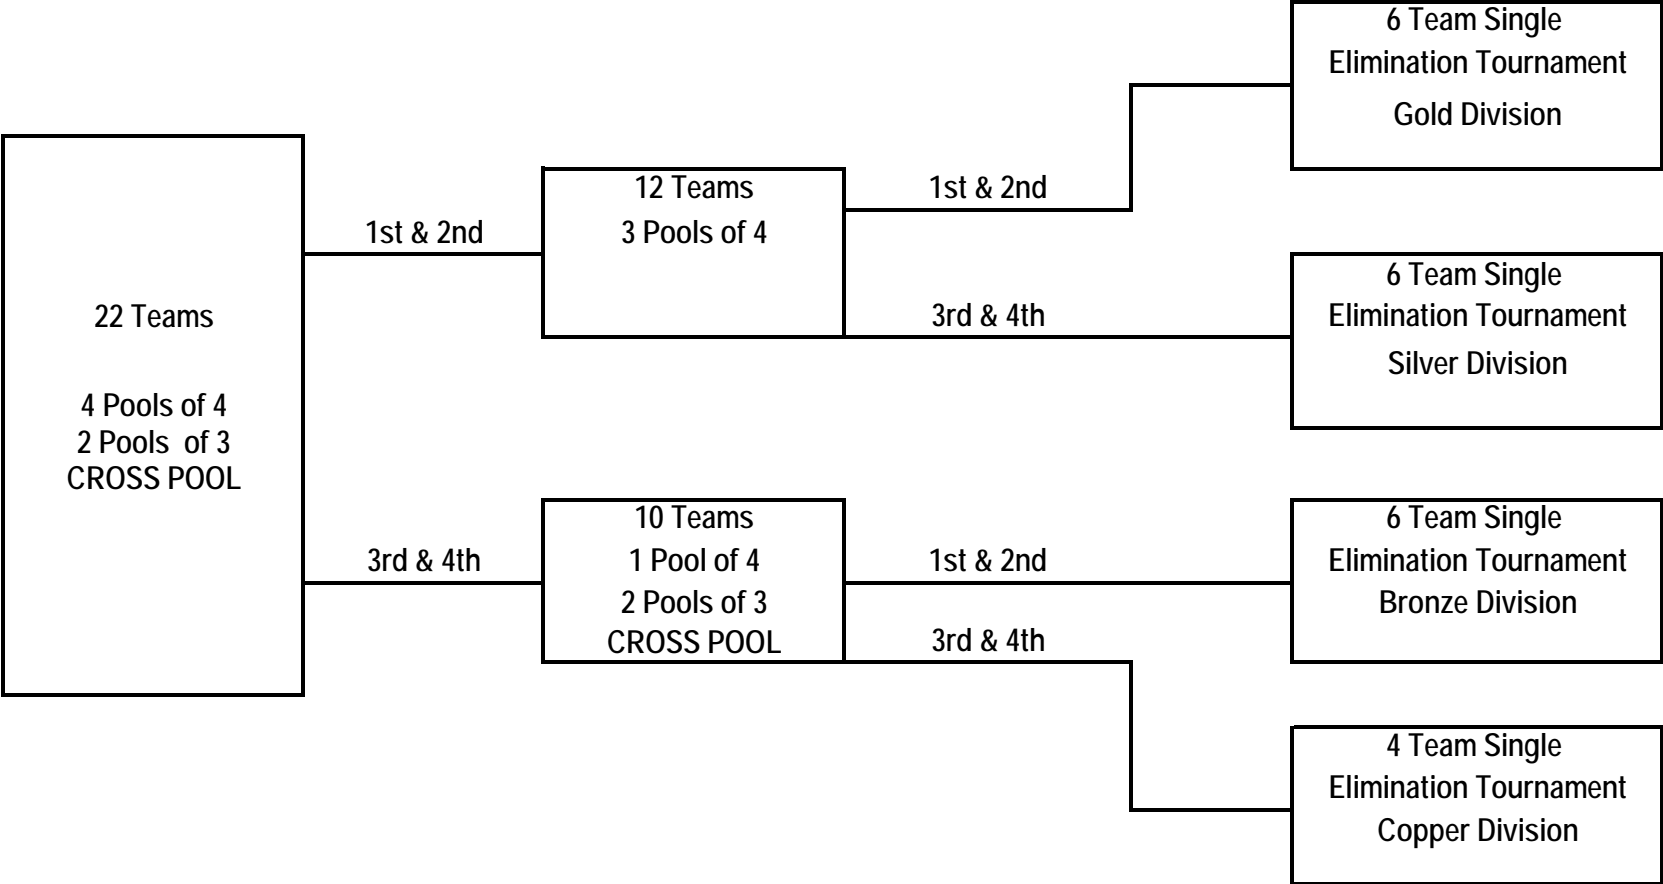 22 Teams
4 Pools of 4
2 Pools of 3
CROSS POOL
1st & 2nd
3rd & 4th
12 Teams
3 Pools of 4
10 Teams
1 Pool of 4
2 Pools of 3
CROSS POOL
1st & 2nd
3rd & 4th
1st & 2nd
3rd & 4th
6 Team Single
Elimination Tournament
Gold Division
6 Team Single
Elimination Tournament
Silver Division
6 Team Single
Elimination Tournament
Bronze Division
4 Team Single
Elimination Tournament
Copper Division